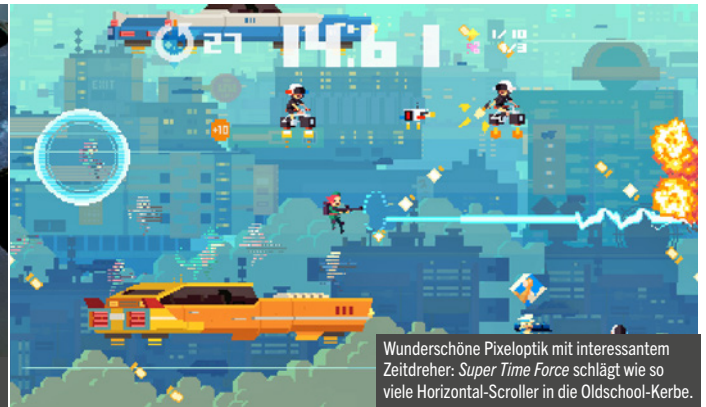 27
14:61
1/10
1/3
+10
Wunderschöne Pixeloptik mit interessantem
Zeitdreher: Super Time Force schlägt wie so
viele Horizontal-Scroller in die Oldschool-Kerbe.